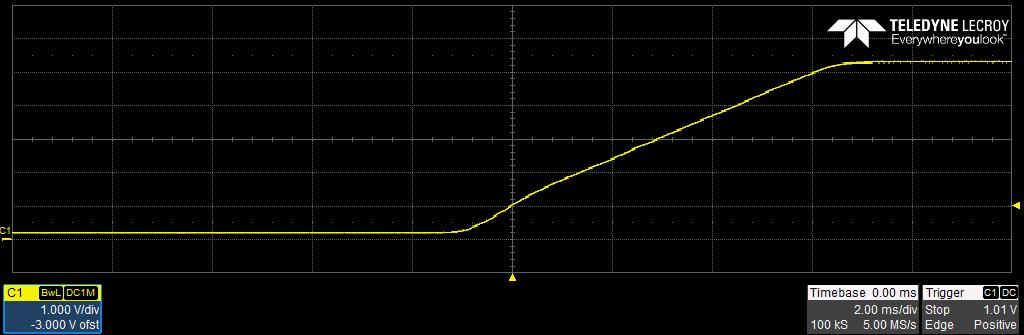 TELEDYNE LECROY
Everywhereyoulook™
C1
C1 BwL DC1M
1.000 V/div
-3.000 V ofst
Timebase 0.00 ms
2.00 ms/div
100 kS 5.00 MS/s
Trigger C1 DC
Stop 1.01 V
Edge Positive